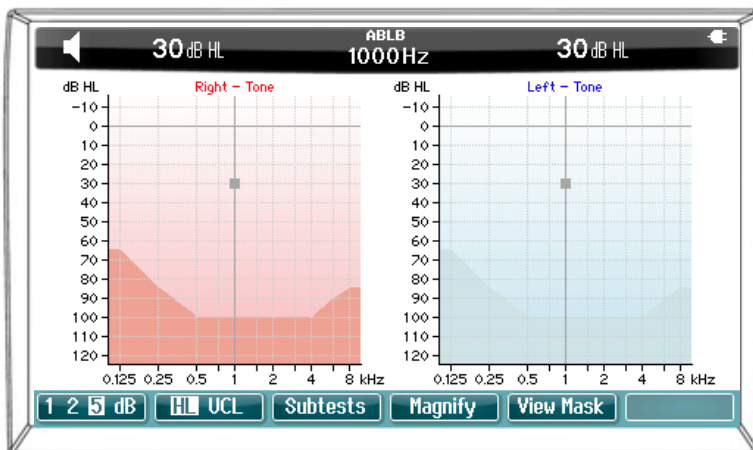 ABLB
30 dB HL 1000Hz 30 dB HL
dB HL Right - Tone dB HL Left - Tone
-10 -10
0 0
10 10
20 20
30 30
40 40
50 50
60 60
70 70
80 80
90 90
100 100
110 110
120 120
0.125 0.25 0.5 1 2 4 8 kHz 0.125 0.25 0.5 1 2 4 8 kHz
1 2 5 dB HL UCL Subtests Magnify View Mask